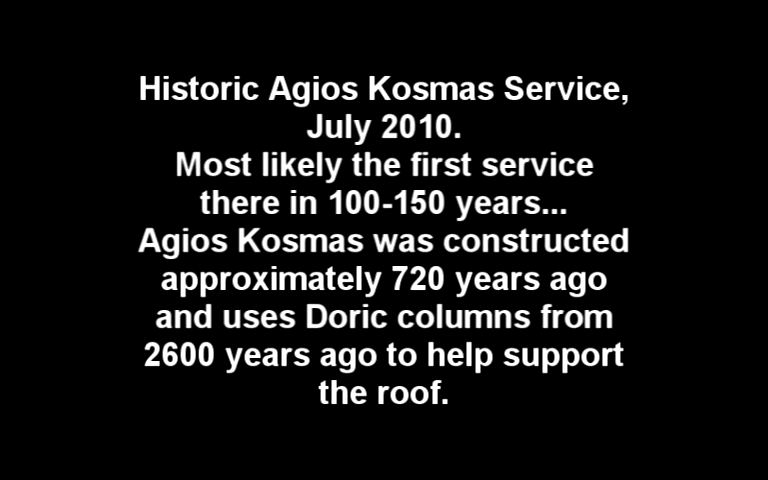 Historic Agios Kosmas Service,
July 2010.
Most likely the first service
there in 100-150 years...
Agios Kosmas was constructed
approximately 720 years ago
and uses Doric columns from
2600 years ago to help support
the roof.